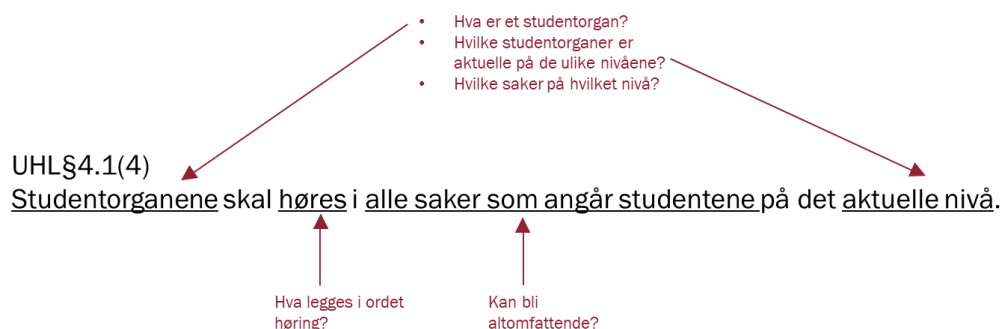 • Hva er et studentorgan?
• Hvilke studentorganer er
aktuelle på de ulike nivåene?
• Hvilke saker på hvilket nivå?
UHL§4.1(4)
Studentorganene skal høres i alle saker som angår studentene på det aktuelle nivå.
Hva legges i ordet
høring?
Kan bli
altomfattende?